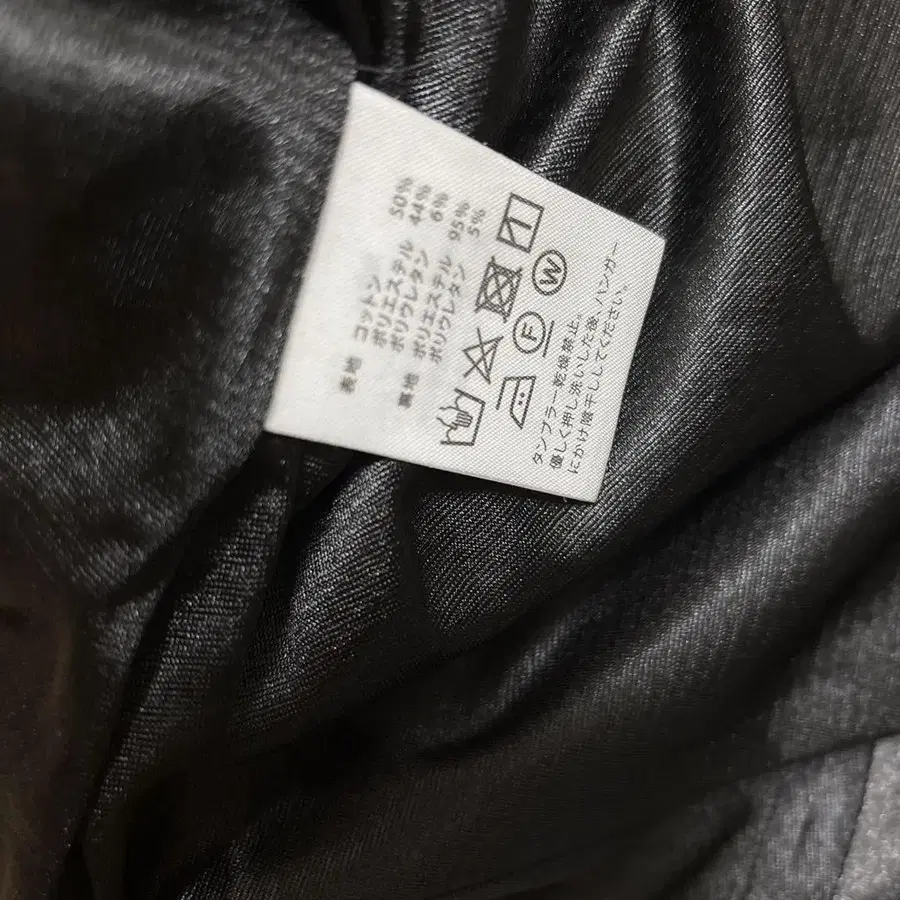 表地 コットン 50%
ポリエステル 44%
ポリウレタン 6%
裏地 ポリエステル 95%
ポリウレタン 5%
F W
タンブラー乾燥禁止。
優しく押し洗いした後、ハンガー
にかけ陰干ししてください。